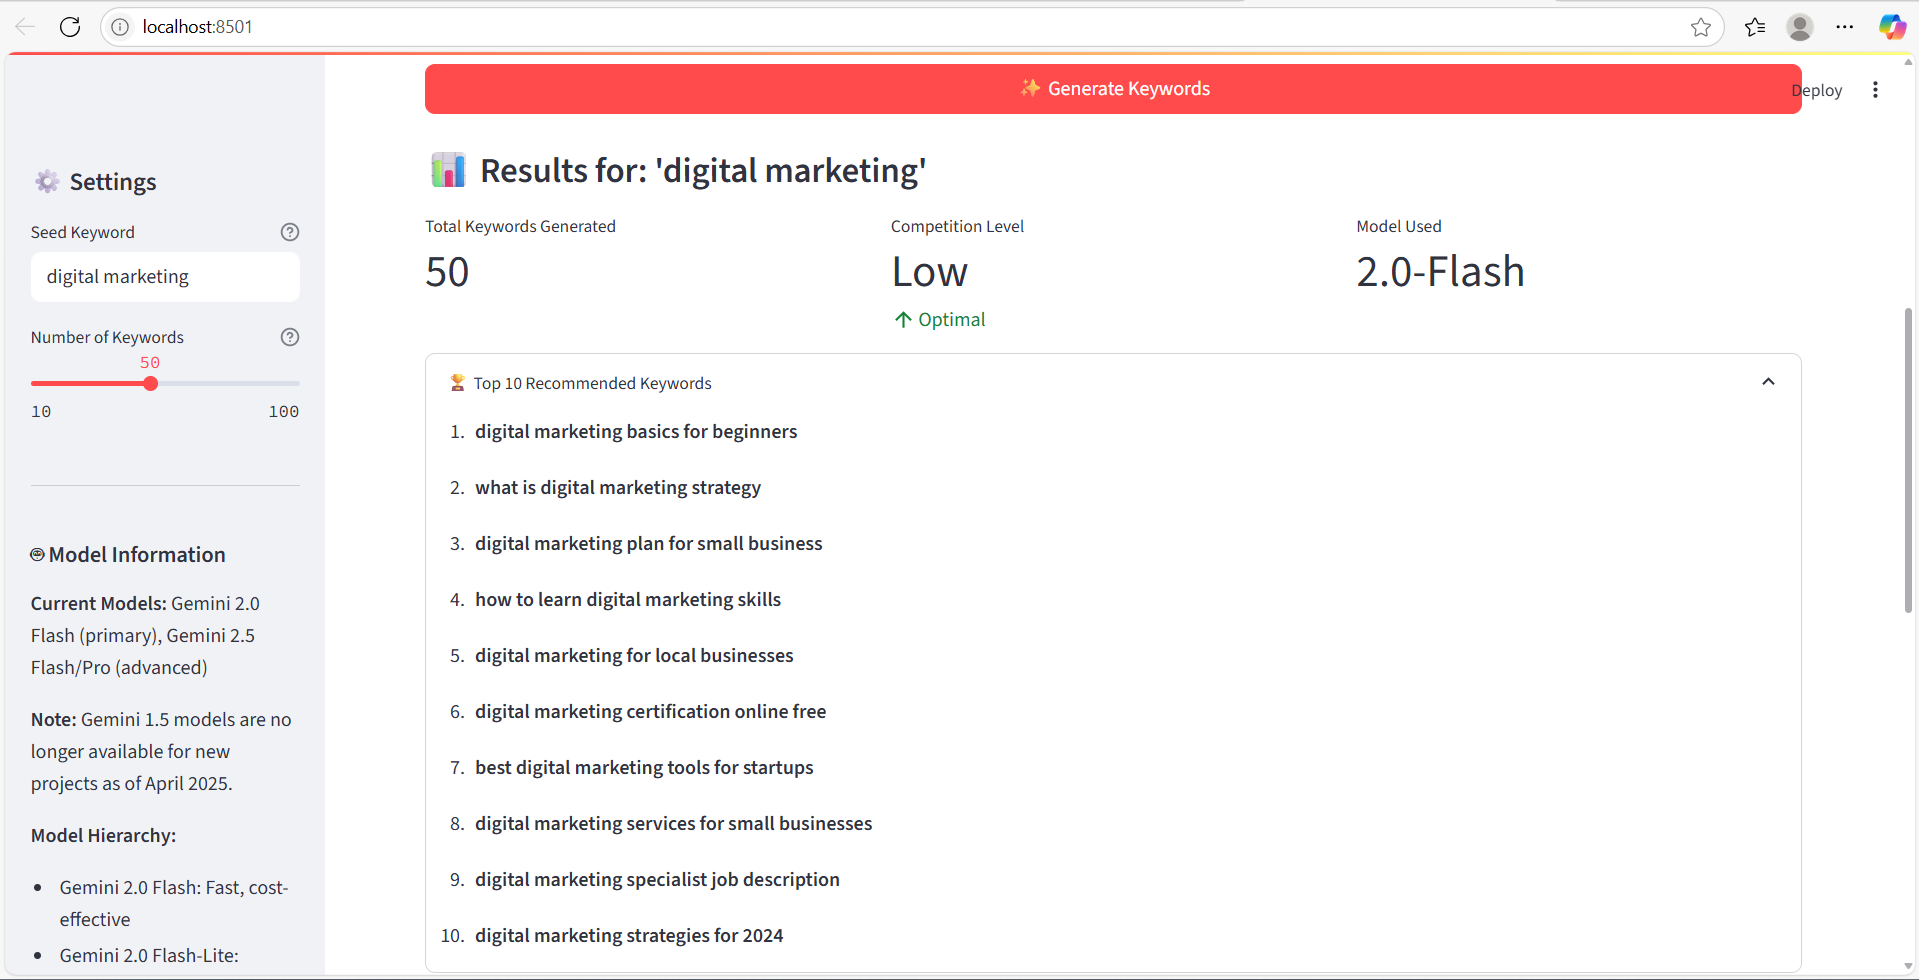 localhost:8501
Generate Keywords
Deploy
Settings
Seed Keyword
digital marketing
Number of Keywords
50
10
100
Model Information
Current Models: Gemini 2.0
Flash (primary), Gemini 2.5
Flash/Pro (advanced)
Note: Gemini 1.5 models are no
longer available for new
projects as of April 2025.
Model Hierarchy:
• Gemini 2.0 Flash: Fast, cost-
effective
• Gemini 2.0 Flash-Lite:
Results for: 'digital marketing'
Total Keywords Generated
50
Competition Level
Low
Optimal
Model Used
2.0-Flash
Top 10 Recommended Keywords
1. digital marketing basics for beginners
2. what is digital marketing strategy
3. digital marketing plan for small business
4. how to learn digital marketing skills
5. digital marketing for local businesses
6. digital marketing certification online free
7. best digital marketing tools for startups
8. digital marketing services for small businesses
9. digital marketing specialist job description
10. digital marketing strategies for 2024